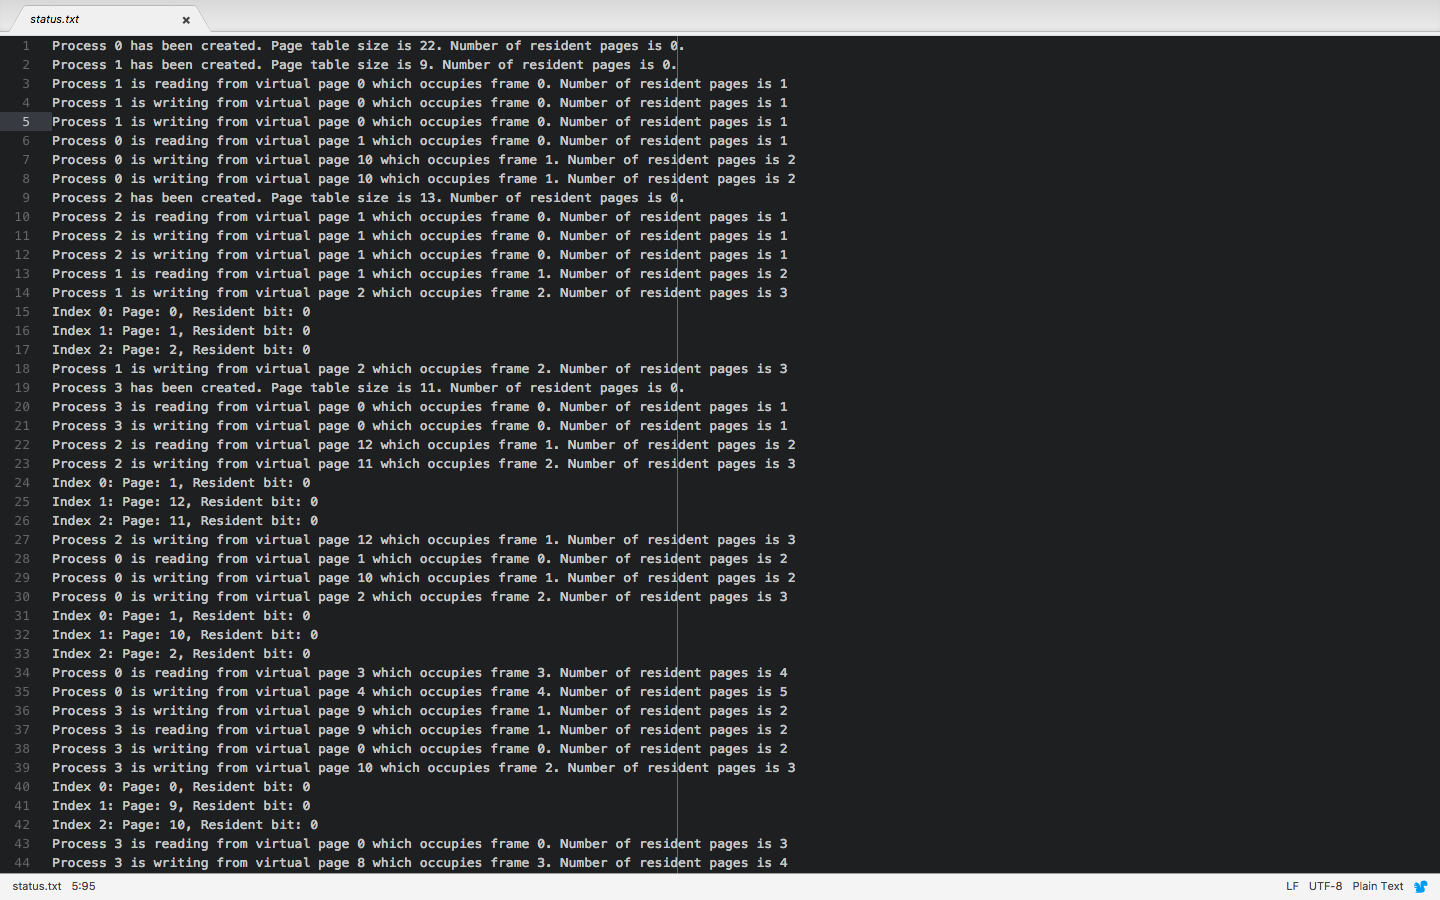 status.txt ×
1 Process 0 has been created. Page table size is 22. Number of resident pages is 0.
2 Process 1 has been created. Page table size is 9. Number of resident pages is 0.
3 Process 1 is reading from virtual page 0 which occupies frame 0. Number of resident pages is 1
4 Process 1 is writing from virtual page 0 which occupies frame 0. Number of resident pages is 1
5 Process 1 is writing from virtual page 0 which occupies frame 0. Number of resident pages is 1
6 Process 0 is reading from virtual page 1 which occupies frame 0. Number of resident pages is 1
7 Process 0 is writing from virtual page 10 which occupies frame 1. Number of resident pages is 2
8 Process 0 is writing from virtual page 10 which occupies frame 1. Number of resident pages is 2
9 Process 2 has been created. Page table size is 13. Number of resident pages is 0.
10 Process 2 is reading from virtual page 1 which occupies frame 0. Number of resident pages is 1
11 Process 2 is writing from virtual page 1 which occupies frame 0. Number of resident pages is 1
12 Process 2 is writing from virtual page 1 which occupies frame 0. Number of resident pages is 1
13 Process 1 is reading from virtual page 1 which occupies frame 1. Number of resident pages is 2
14 Process 1 is writing from virtual page 2 which occupies frame 2. Number of resident pages is 3
15 Index 0: Page: 0, Resident bit: 0
16 Index 1: Page: 1, Resident bit: 0
17 Index 2: Page: 2, Resident bit: 0
18 Process 1 is writing from virtual page 2 which occupies frame 2. Number of resident pages is 3
19 Process 3 has been created. Page table size is 11. Number of resident pages is 0.
20 Process 3 is reading from virtual page 0 which occupies frame 0. Number of resident pages is 1
21 Process 3 is writing from virtual page 0 which occupies frame 0. Number of resident pages is 1
22 Process 2 is reading from virtual page 12 which occupies frame 1. Number of resident pages is 2
23 Process 2 is writing from virtual page 11 which occupies frame 2. Number of resident pages is 3
24 Index 0: Page: 1, Resident bit: 0
25 Index 1: Page: 12, Resident bit: 0
26 Index 2: Page: 11, Resident bit: 0
27 Process 2 is writing from virtual page 12 which occupies frame 1. Number of resident pages is 3
28 Process 0 is reading from virtual page 1 which occupies frame 0. Number of resident pages is 2
29 Process 0 is writing from virtual page 10 which occupies frame 1. Number of resident pages is 2
30 Process 0 is writing from virtual page 2 which occupies frame 2. Number of resident pages is 3
31 Index 0: Page: 1, Resident bit: 0
32 Index 1: Page: 10, Resident bit: 0
33 Index 2: Page: 2, Resident bit: 0
34 Process 0 is reading from virtual page 3 which occupies frame 3. Number of resident pages is 4
35 Process 0 is writing from virtual page 4 which occupies frame 4. Number of resident pages is 5
36 Process 3 is writing from virtual page 9 which occupies frame 1. Number of resident pages is 2
37 Process 3 is reading from virtual page 9 which occupies frame 1. Number of resident pages is 2
38 Process 3 is writing from virtual page 0 which occupies frame 0. Number of resident pages is 2
39 Process 3 is writing from virtual page 10 which occupies frame 2. Number of resident pages is 3
40 Index 0: Page: 0, Resident bit: 0
41 Index 1: Page: 9, Resident bit: 0
42 Index 2: Page: 10, Resident bit: 0
43 Process 3 is reading from virtual page 0 which occupies frame 0. Number of resident pages is 3
44 Process 3 is writing from virtual page 8 which occupies frame 3. Number of resident pages is 4
status.txt 5:95 LF UTF-8 Plain Text